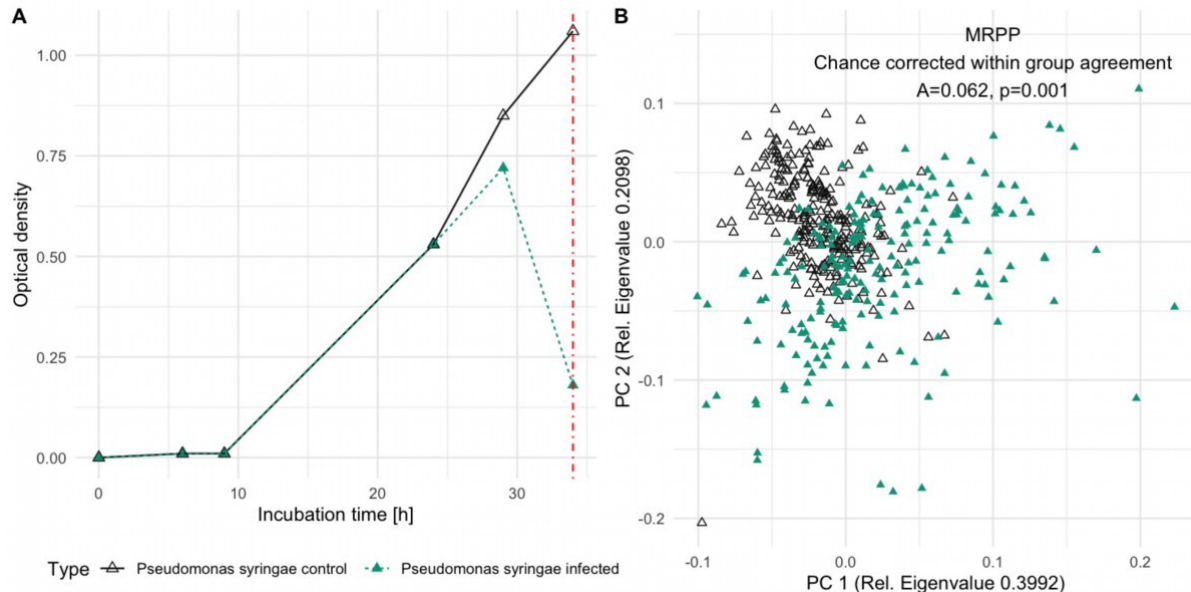 A
1.00
0.75
0.50
0.25
0.00
Optical density
0 10 20 30
Incubation time [h]
Type Pseudomonas syringae control Pseudomonas syringae infected
B
MRPP
Chance corrected within group agreement
A=0.062, p=0.001
0.1
0.0
-0.1
-0.2
PC 2 (Rel. Eigenvalue 0.2098)
-0.1 0.0 0.1 0.2
PC 1 (Rel. Eigenvalue 0.3992)